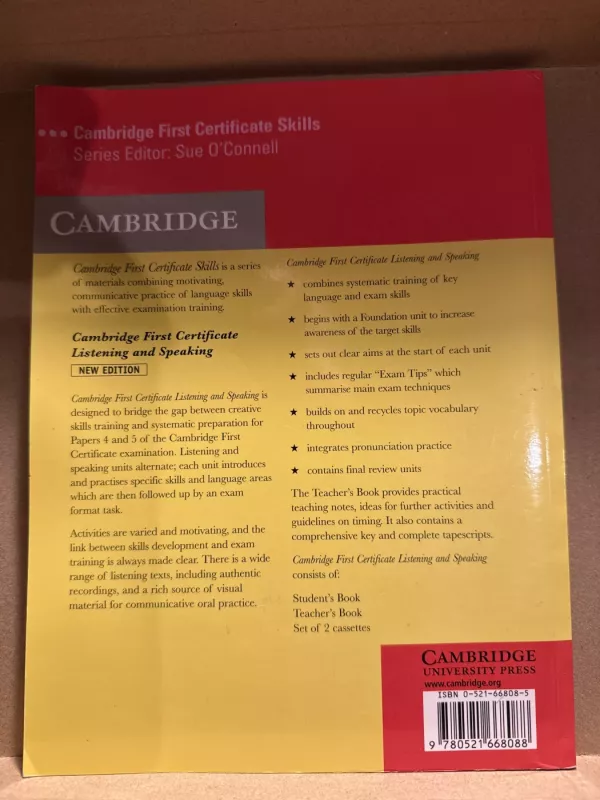 Cambridge First Certificate Skills
Series Editor: Sue O'Connell
CAMBRIDGE
Cambridge First Certificate Skills is a series
of materials combining motivating,
communicative practice of language skills
with effective examination training.
Cambridge First Certificate
Listening and Speaking
NEW EDITION
Cambridge First Certificate Listening and Speaking is
designed to bridge the gap between creative
skills training and systematic preparation for
Papers 4 and 5 of the Cambridge First
Certificate examination. Listening and
speaking units alternate; each unit introduces
and practises specific skills and language areas
which are then followed up by an exam
format task.
Activities are varied and motivating, and the
link between skills development and exam
training is always made clear. There is a wide
range of listening texts, including authentic
recordings, and a rich source of visual
material for communicative oral practice.
Cambridge First Certificate Listening and Speaking
★ combines systematic training of key
language and exam skills
★ begins with a Foundation unit to increase
awareness of the target skills
★ sets out clear aims at the start of each unit
★ includes regular "Exam Tips" which
summarise main exam techniques
★ builds on and recycles topic vocabulary
throughout
★ integrates pronunciation practice
★ contains final review units
The Teacher's Book provides practical
teaching notes, ideas for further activities and
guidelines on timing. It also contains a
comprehensive key and complete tapescripts.
Cambridge First Certificate Listening and Speaking
consists of:
Student's Book
Teacher's Book
Set of 2 cassettes
CAMBRIDGE
UNIVERSITY PRESS
www.cambridge.org
ISBN 0-521-66808-5
9 780521 668088